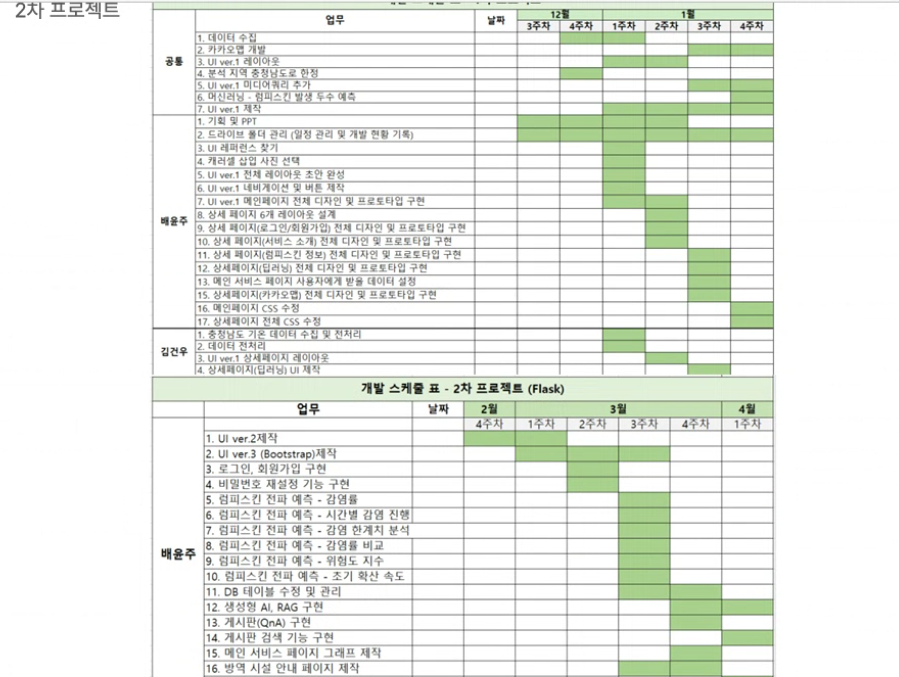 2차 프로젝트
업무 날짜 12월 1월
3주차 4주차 1주차 2주차 3주차 4주차
공통
1. 데이터 수집
2. 카카오맵 개발
3. UI ver.1 레이아웃
4. 분석 지역 충청남도로 한정
5. UI ver.1 미디어쿼리 추가
6. 머신러닝 - 럼피스킨 발생 두수 예측
7. UI ver.1 제작
배윤주
1. 기획 및 PPT
2. 드라이브 폴더 관리 (일정 관리 및 개발 현황 기록)
3. UI 레퍼런스 찾기
4. 캐러셀 삽입 사진 선택
5. UI ver.1 전체 레이아웃 초안 완성
6. UI ver.1 네비게이션 및 버튼 제작
7. UI ver.1 메인페이지 전체 디자인 및 프로토타입 구현
8. 상세 페이지 6개 레이아웃 설계
9. 상세 페이지(로그인/회원가입) 전체 디자인 및 프로토타입 구현
10. 상세 페이지(서비스 소개) 전체 디자인 및 프로토타입 구현
11. 상세 페이지(럼피스킨 정보) 전체 디자인 및 프로토타입 구현
12. 상세페이지(딥러닝) 전체 디자인 및 프로토타입 구현
13. 메인 서비스 페이지 사용자에게 받을 데이터 설정
15. 상세페이지(카카오맵) 전체 디자인 및 프로토타입 구현
16. 메인페이지 CSS 수정
17. 상세페이지 전체 CSS 수정
김건우
1. 충청남도 기온 데이터 수집 및 전처리
2. 데이터 전처리
3. UI ver.1 상세페이지 레이아웃
4. 상세페이지(딥러닝) UI 제작
개발 스케줄 표 - 2차 프로젝트 (Flask)
업무 날짜 2월 3월 4월
4주차 1주차 2주차 3주차 4주차 1주차
배윤주
1. UI ver.2제작
2. UI ver.3 (Bootstrap)제작
3. 로그인, 회원가입 구현
4. 비밀번호 재설정 기능 구현
5. 럼피스킨 전파 예측 - 감염률
6. 럼피스킨 전파 예측 - 시간별 감염 진행
7. 럼피스킨 전파 예측 - 감염 한계치 분석
8. 럼피스킨 전파 예측 - 감염률 비교
9. 럼피스킨 전파 예측 - 위험도 지수
10. 럼피스킨 전파 예측 - 초기 확산 속도
11. DB 테이블 수정 및 관리
12. 생성형 AI, RAG 구현
13. 게시판(QnA) 구현
14. 게시판 검색 기능 구현
15. 메인 서비스 페이지 그래프 제작
16. 방역 시설 안내 페이지 제작